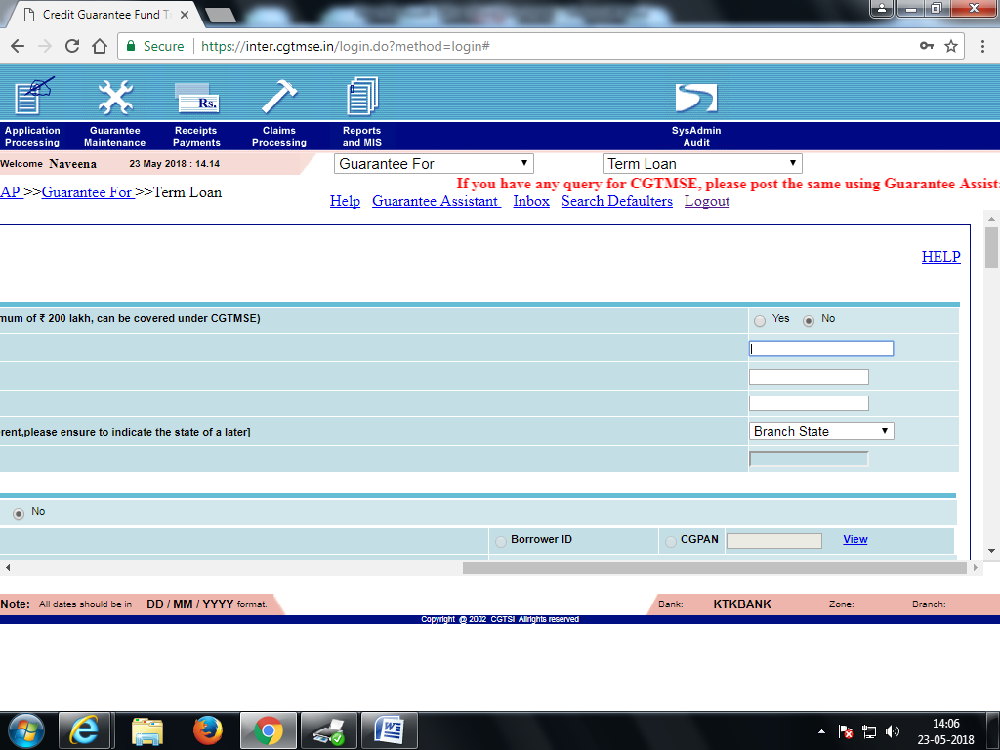 Credit Guarantee Fund T
Secure https://inter.cgtmse.in/login.do?method=login#
Rs.
Application Processing
Guarantee Maintenance
Receipts Payments
Claims Processing
Reports and MIS
SysAdmin Audit
Welcome Naveena 23 May 2018 : 14.14
Guarantee For
Term Loan
If you have any query for CGTMSE, please post the same using Guarantee Assist
AP >>Guarantee For >>Term Loan
Help Guarantee Assistant Inbox Search Defaulters Logout
HELP
mum of ₹ 200 lakh, can be covered under CGTMSE)
Yes No
rent,please ensure to indicate the state of a later]
Branch State
No
Borrower ID CGPAN View
Note: All dates should be in DD / MM / YYYY format.
Bank: KTKBANK Zone: Branch:
Copyright @ 2002 CGTSI Allrights reserved
14:06
23-05-2018